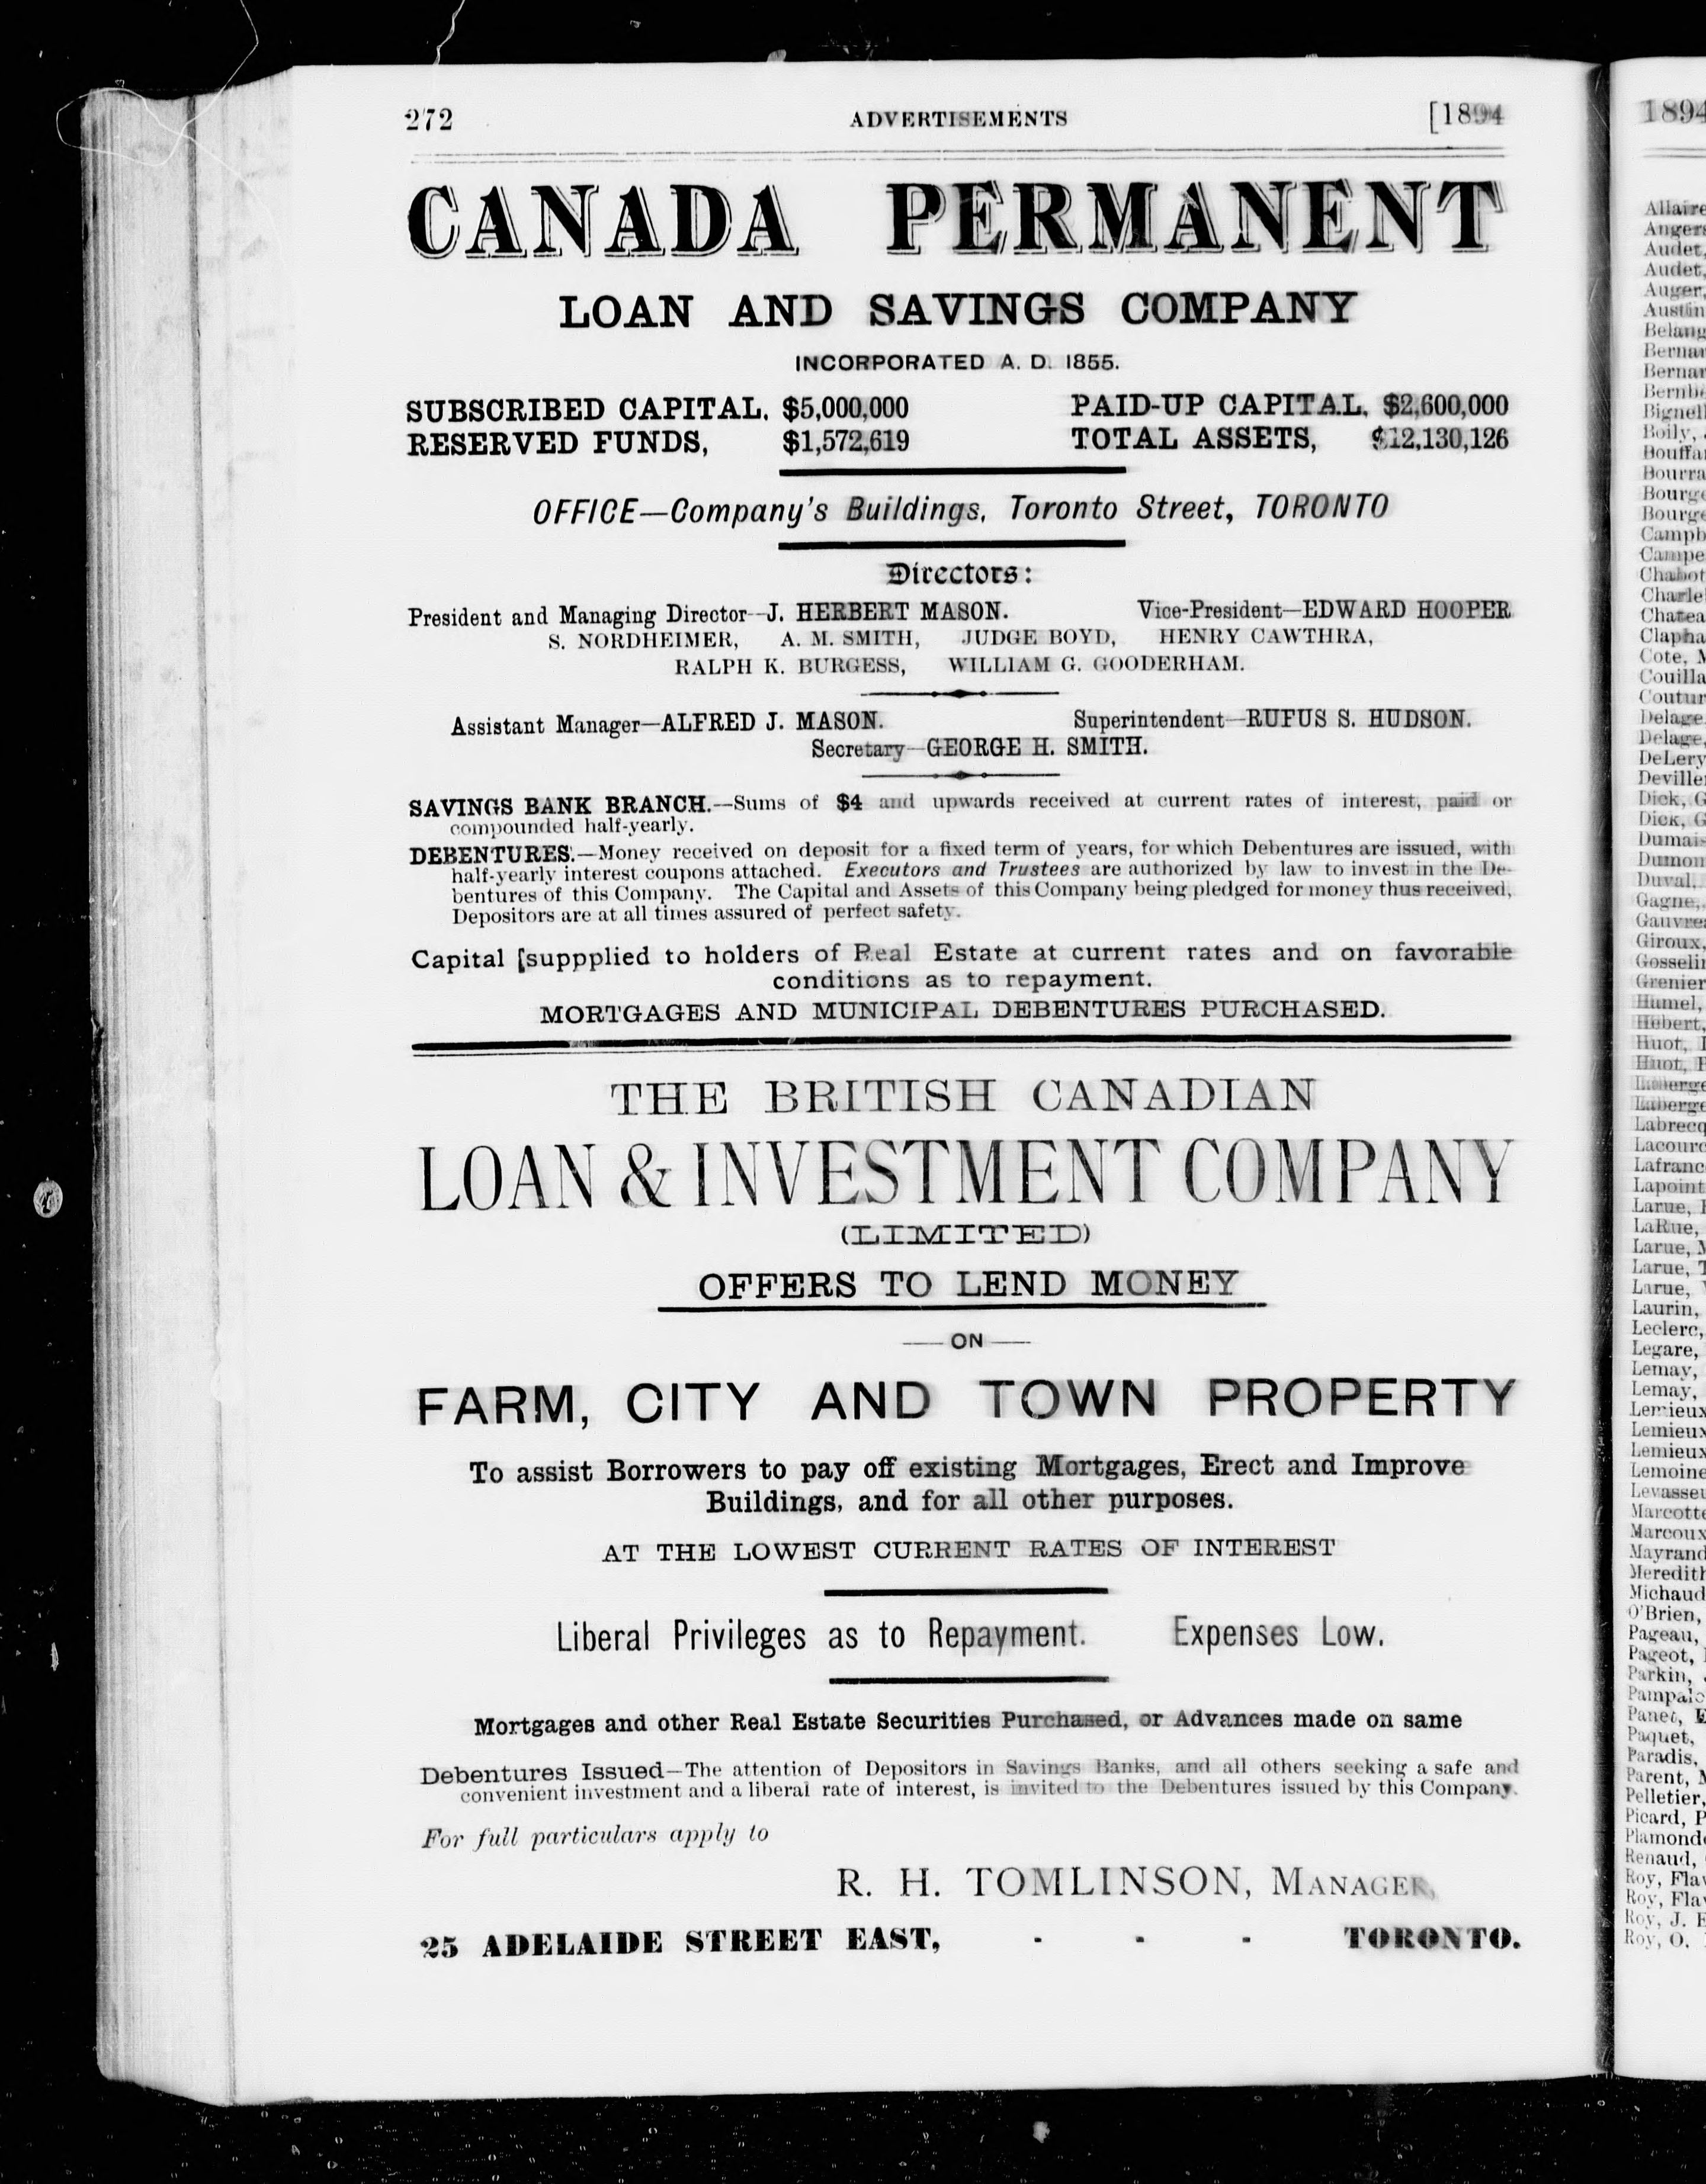 272 ADVERTISEMENTS [1894
CANADA PERMANENT
LOAN AND SAVINGS COMPANY
INCORPORATED A. D. 1855.
SUBSCRIBED CAPITAL, $5,000,000 PAID-UP CAPITAL, $2,600,000
RESERVED FUNDS, $1,572,619 TOTAL ASSETS, $12,130,126
OFFICE—Company's Buildings, Toronto Street, TORONTO
Directors:
President and Managing Director—J. HERBERT MASON. Vice-President—EDWARD HOOPER
S. NORDHEIMER, A. M. SMITH, JUDGE BOYD, HENRY CAWTHRA,
RALPH K. BURGESS, WILLIAM G. GOODERHAM.
Assistant Manager—ALFRED J. MASON. Superintendent—RUFUS S. HUDSON.
Secretary—GEORGE H. SMITH.
SAVINGS BANK BRANCH.—Sums of $4 and upwards received at current rates of interest, paid or
compounded half-yearly.
DEBENTURES.—Money received on deposit for a fixed term of years, for which Debentures are issued, with
half-yearly interest coupons attached. Executors and Trustees are authorized by law to invest in the De-
bentures of this Company. The Capital and Assets of this Company being pledged for money thus received,
Depositors are at all times assured of perfect safety.
Capital [suppplied to holders of Real Estate at current rates and on favorable
conditions as to repayment.
MORTGAGES AND MUNICIPAL DEBENTURES PURCHASED.
THE BRITISH CANADIAN
LOAN & INVESTMENT COMPANY
(LIMITED)
OFFERS TO LEND MONEY
—ON—
FARM, CITY AND TOWN PROPERTY
To assist Borrowers to pay off existing Mortgages, Erect and Improve
Buildings, and for all other purposes.
AT THE LOWEST CURRENT RATES OF INTEREST
Liberal Privileges as to Repayment. Expenses Low.
Mortgages and other Real Estate Securities Purchased, or Advances made on same
Debentures Issued—The attention of Depositors in Savings Banks, and all others seeking a safe and
convenient investment and a liberal rate of interest, is invited to the Debentures issued by this Company.
For full particulars apply to
R. H. TOMLINSON, MANAGER,
25 ADELAIDE STREET EAST, - - - TORONTO.
1894